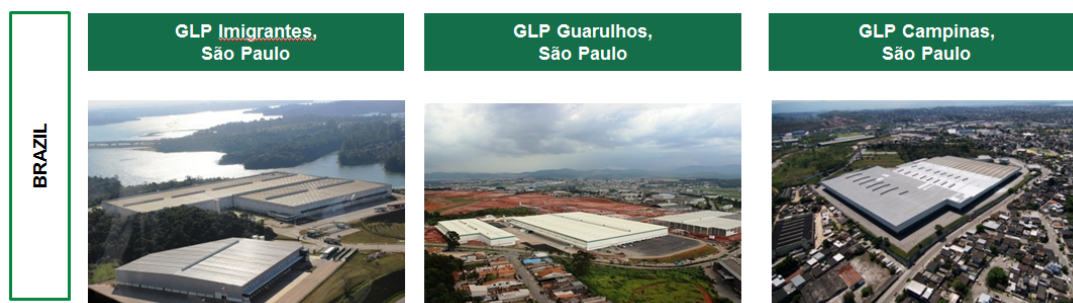 BRAZIL
GLP Imigrantes,
São Paulo
GLP Guarulhos,
São Paulo
GLP Campinas,
São Paulo